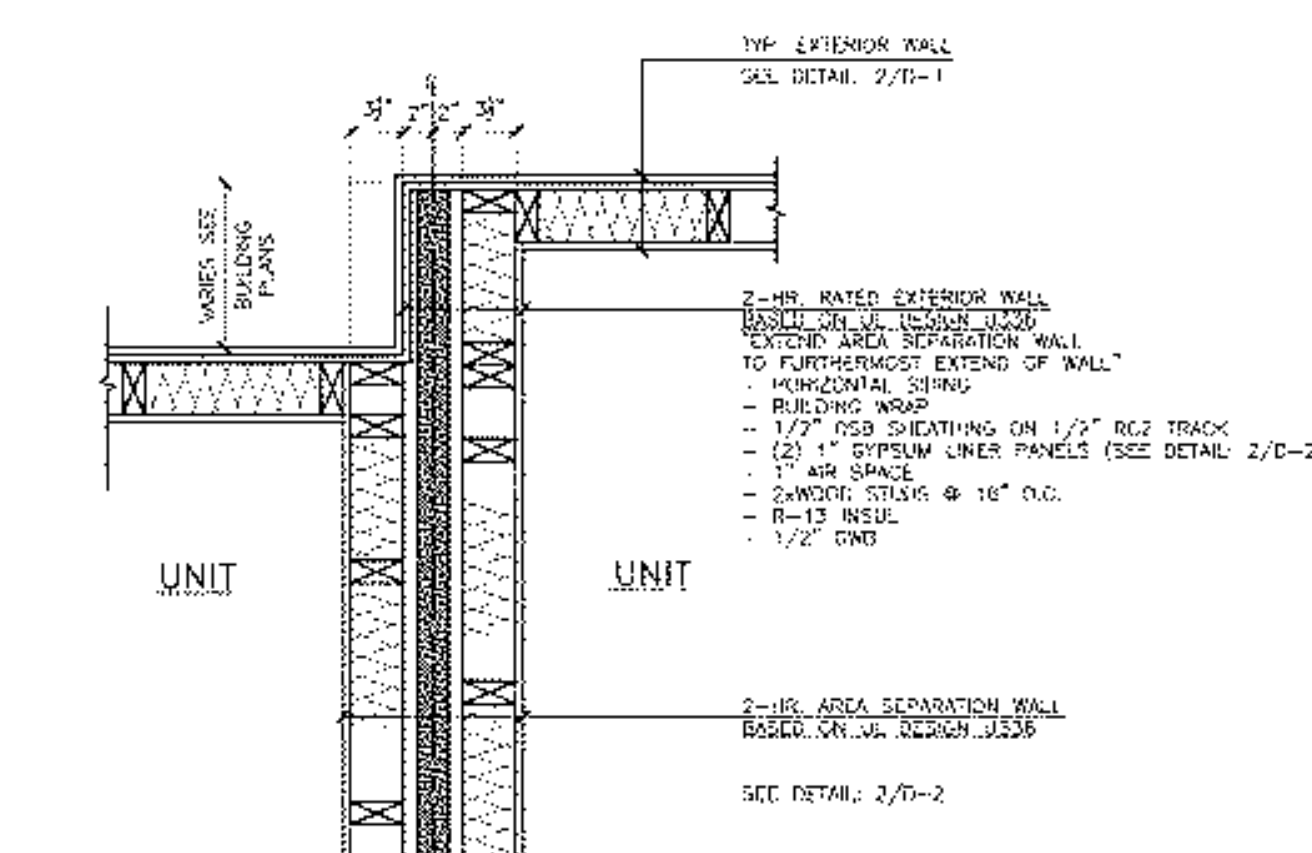 TYP. EXTERIOR WALL
SEE DETAIL 2/D-1
3½" 2" 2" 3½"
VARIES SEE
BUILDING
PLANS
2-HR. RATED EXTERIOR WALL
BASED ON UL DESIGN U336
"EXTEND AREA SEPARATION WALL
TO FURTHERMOST EXTEND OF WALL"
- HORIZONTAL SIDING
- BUILDING WRAP
- 1/2" OSB SHEATHING ON 1/2" RC2 TRACK
- (2) 1" GYPSUM LINER PANELS (SEE DETAIL: 2/D-2
- 1" AIR SPACE
- 2xWOOD STUDS @ 16" O.C.
- R-13 INSUL
- 1/2" GWB
UNIT
UNIT
2-HR. AREA SEPARATION WALL
BASED ON UL DESIGN U336
SEE DETAIL: 2/D-2